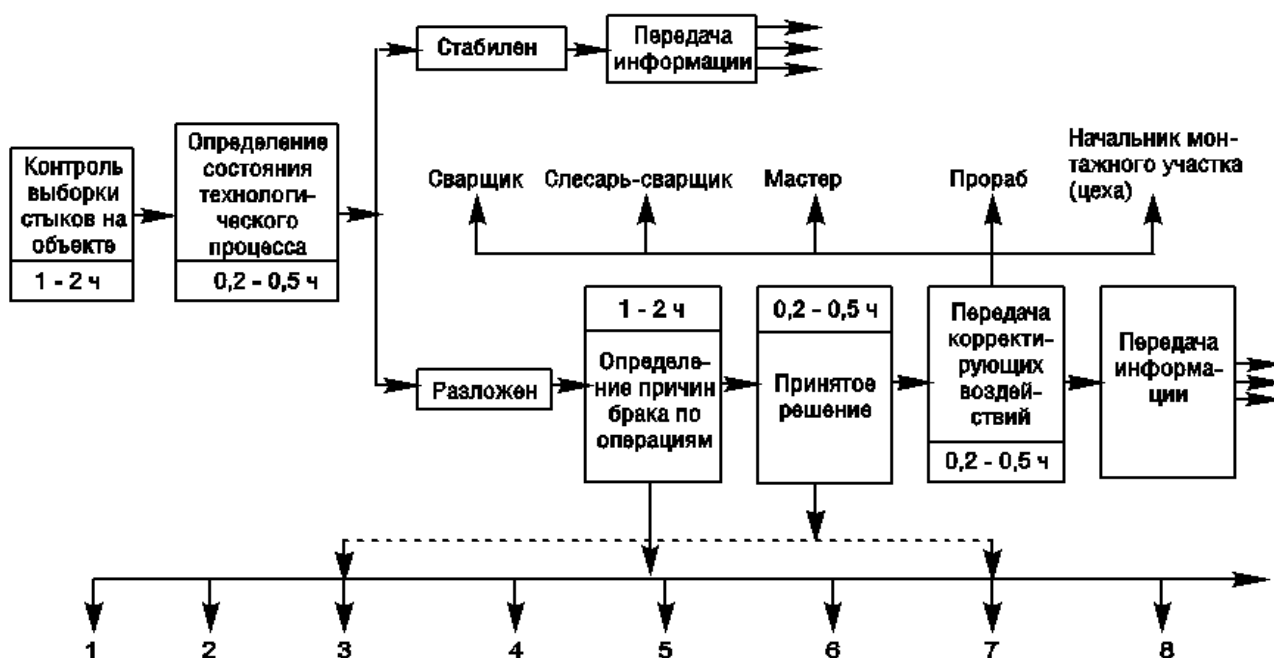 Стабилен
Передача
информации
Контроль
выборки
стыков на
объекте
1 - 2 ч
Определение
состояния
технологи-
ческого
процесса
0,2 - 0,5 ч
Сварщик
Слесарь-сварщик
Мастер
Прораб
Начальник мон-
тажного участка
(цеха)
Разложен
1 - 2 ч
Определе-
ние причин
брака по
операциям
0,2 - 0,5 ч
Принятое
решение
Передача
корректи-
рующих
воздей-
ствий
0,2 - 0,5 ч
Передача
информа-
ции
1 2 3 4 5 6 7 8